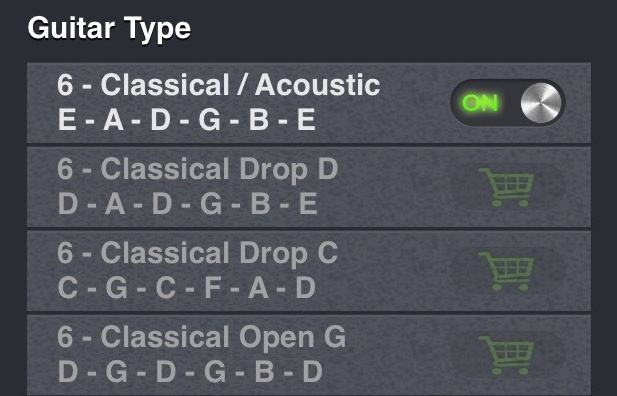 Guitar Type
6 - Classical / Acoustic
E - A - D - G - B - E
ON
6 - Classical Drop D
D - A - D - G - B - E
6 - Classical Drop C
C - G - C - F - A - D
6 - Classical Open G
D - G - D - G - B - D